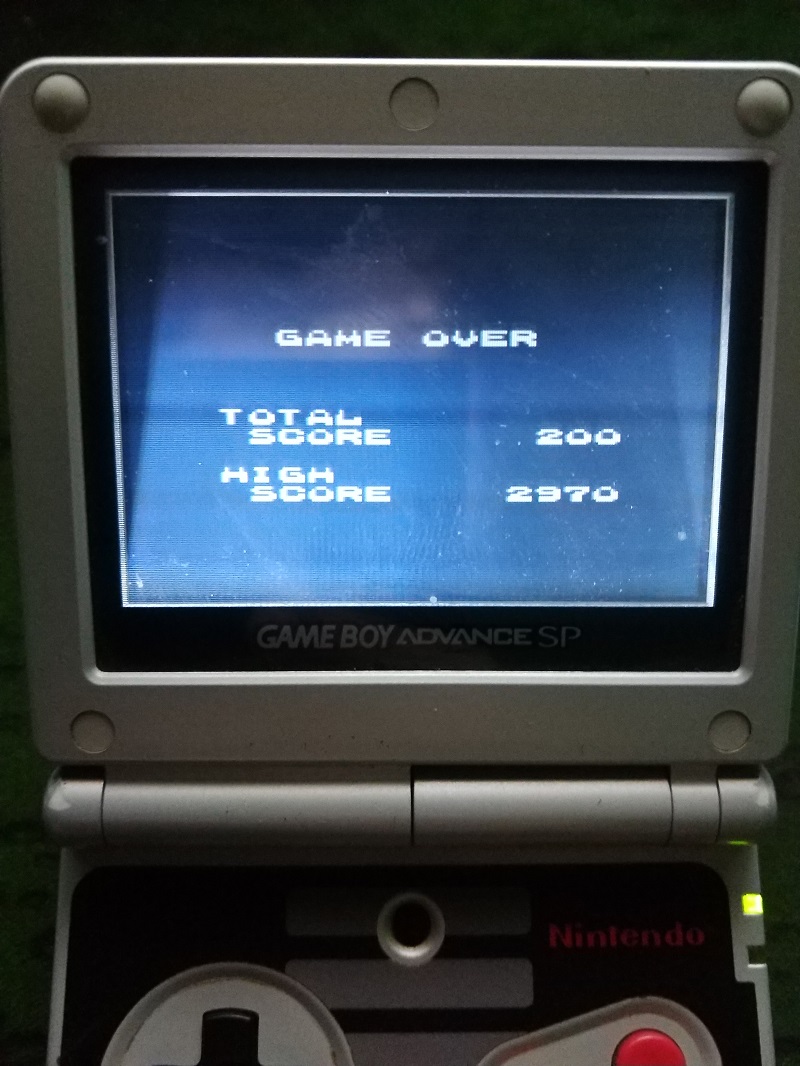 GAME OVER
TOTAL
SCORE 200
HIGH
SCORE 2970
GAME BOY ADVANCE SP
Nintendo